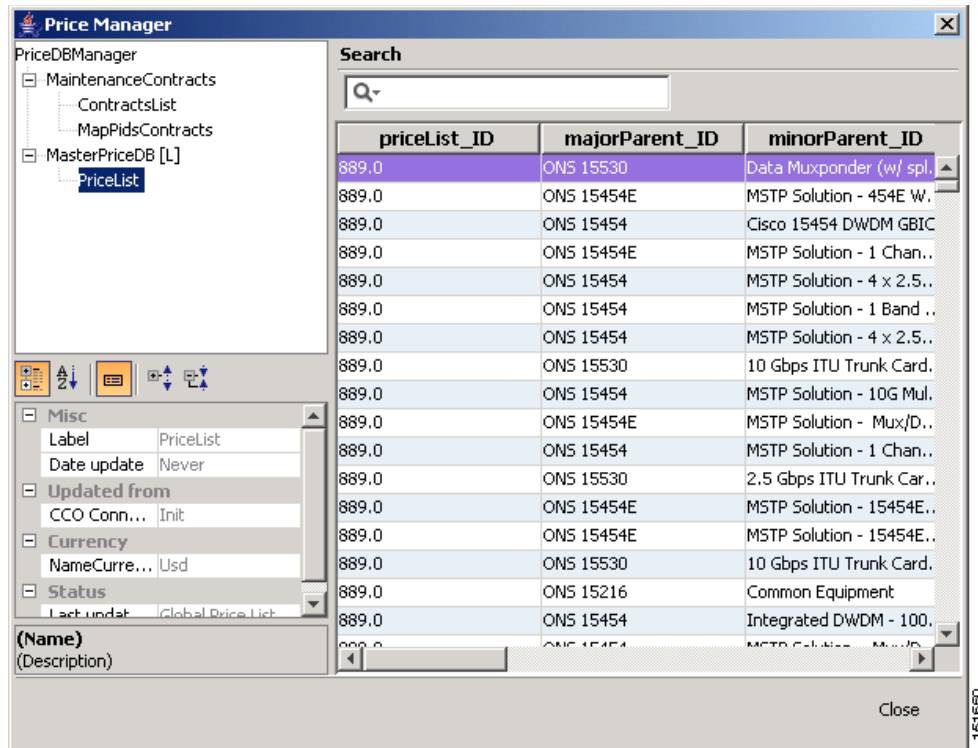 Price Manager
PriceDBManager
MaintenanceContracts
ContractsList
MapPidsContracts
MasterPriceDB [L]
PriceList
Misc
Label PriceList
Date update Never
Updated from
CCO Conn... Init
Currency
NameCurre... Usd
Status
Last updat... Global Price List
(Name)
(Description)
Search
priceList_ID majorParent_ID minorParent_ID
889.0 ONS 15530 Data Muxponder (w/ spl.
889.0 ONS 15454E MSTP Solution - 454E W.
889.0 ONS 15454 Cisco 15454 DWDM GBIC
889.0 ONS 15454E MSTP Solution - 1 Chan..
889.0 ONS 15454 MSTP Solution - 4 x 2.5..
889.0 ONS 15454 MSTP Solution - 1 Band ..
889.0 ONS 15454 MSTP Solution - 4 x 2.5..
889.0 ONS 15530 10 Gbps ITU Trunk Card.
889.0 ONS 15454 MSTP Solution - 10G Mul.
889.0 ONS 15454E MSTP Solution - Mux/D..
889.0 ONS 15454 MSTP Solution - 1 Chan..
889.0 ONS 15530 2.5 Gbps ITU Trunk Car..
889.0 ONS 15454E MSTP Solution - 15454E..
889.0 ONS 15454E MSTP Solution - 15454E..
889.0 ONS 15530 10 Gbps ITU Trunk Card.
889.0 ONS 15216 Common Equipment
889.0 ONS 15454 Integrated DWDM - 100.
Close
151660